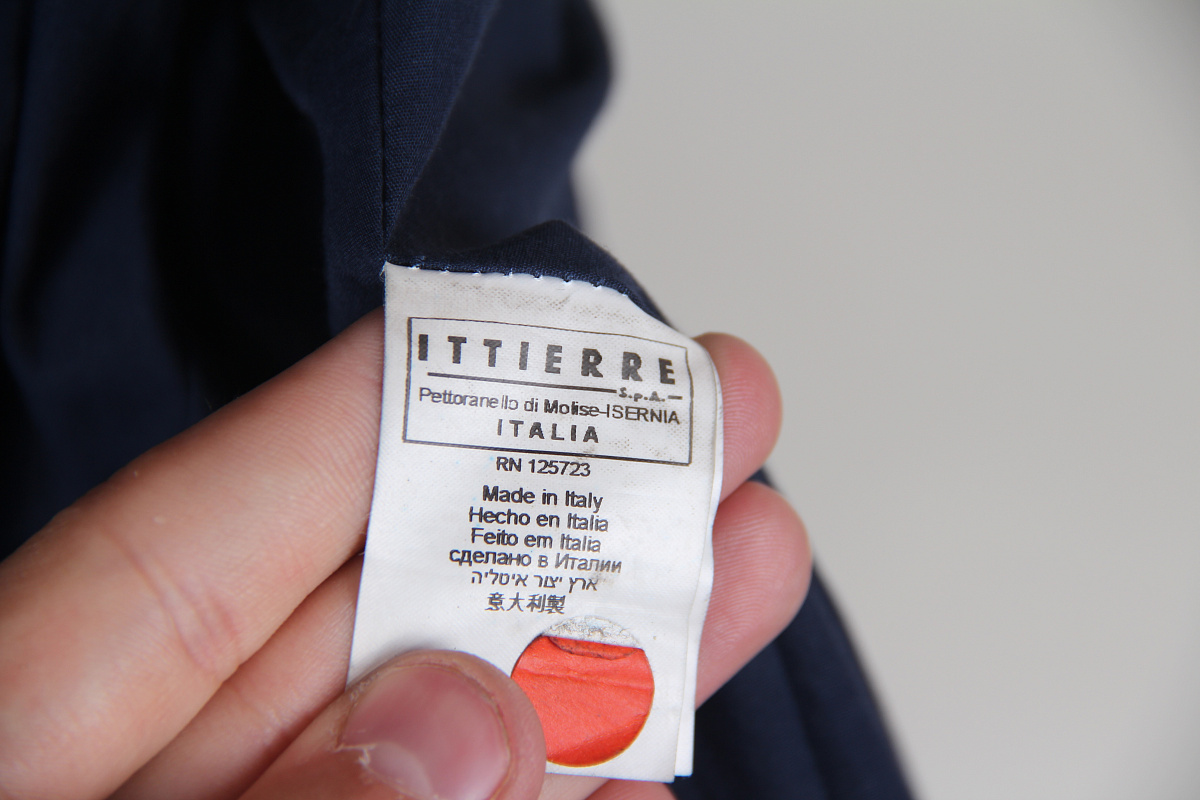 ITTIERRE
S.p.A.
Pettoranello di Molise-ISERNIA
ITALIA
RN 125723
Made in Italy
Hecho en Italia
Feito em Italia
сделано в Италии
ארץ יצור איטליה
意大利製